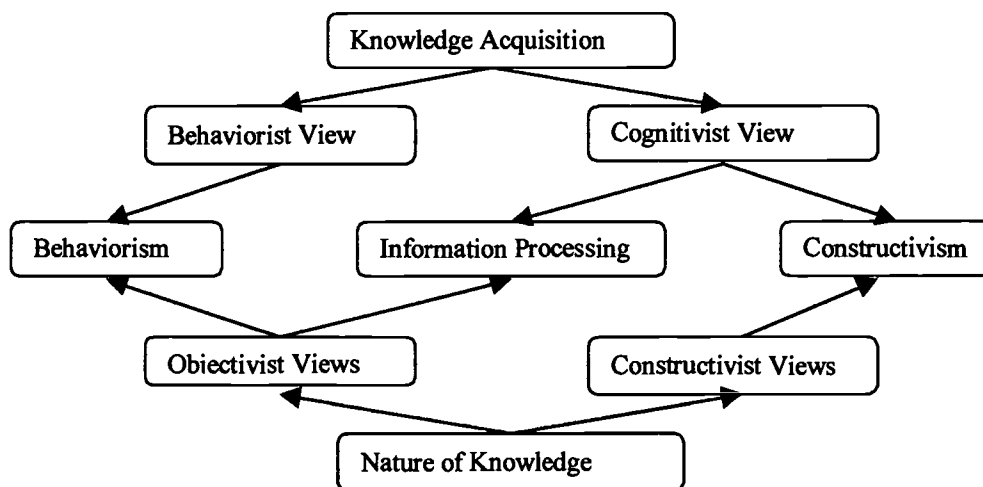 Knowledge Acquisition
Behaviorist View
Cognitivist View
Behaviorism
Information Processing
Constructivism
Obiectivist Views
Constructivist Views
Nature of Knowledge